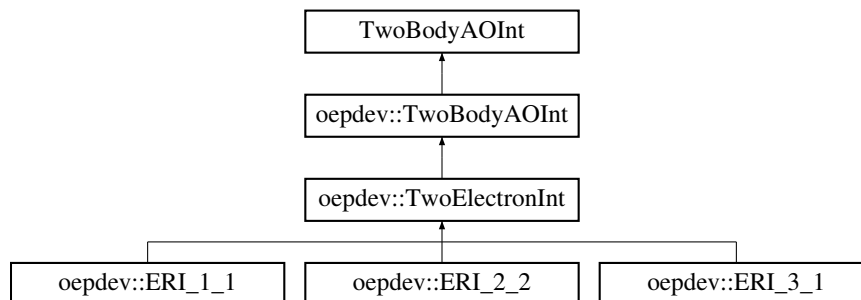 TwoBodyAOInt
oepdev::TwoBodyAOInt
oepdev::TwoElectronInt
oepdev::ERI_1_1 oepdev::ERI_2_2 oepdev::ERI_3_1